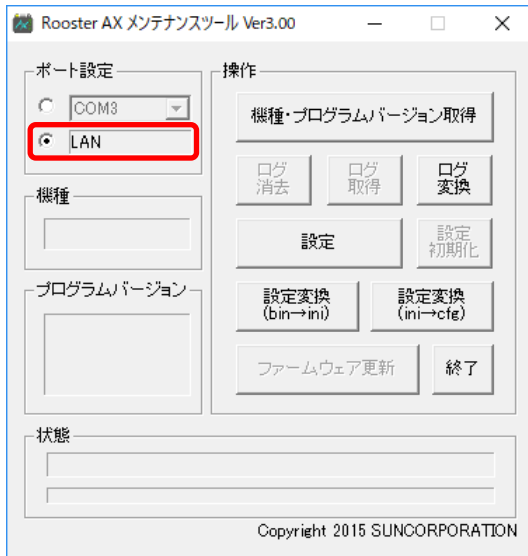 Rooster AX メンテナンスツール Ver3.00
ポート設定
COM3
LAN
機種
プログラムバージョン
操作
機種・プログラムバージョン取得
ログ
消去
ログ
取得
ログ
変換
設定
設定
初期化
設定変換
(bin→ini)
設定変換
(ini→cfg)
ファームウェア更新
終了
状態
Copyright 2015 SUNCORPORATION